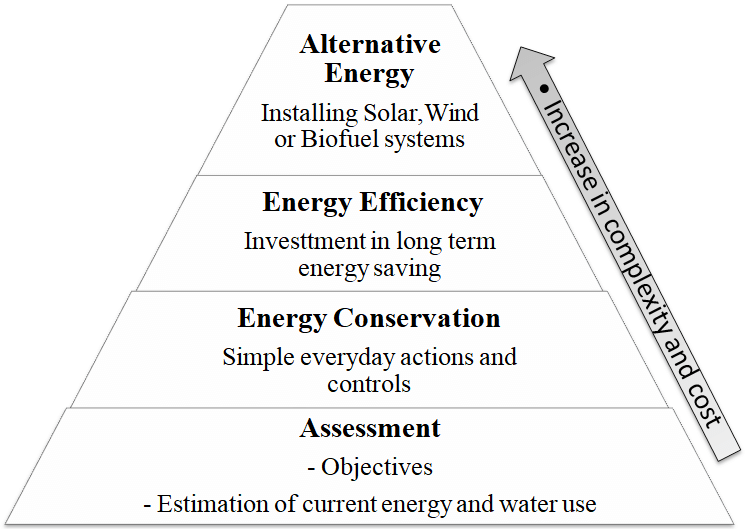 Alternative
Energy
Installing Solar,Wind
or Biofuel systems
Energy Efficiency
Investtment in long term
energy saving
Energy Conservation
Simple everyday actions and
controls
Assessment
- Objectives
- Estimation of current energy and water use
• Increase in complexity and cost